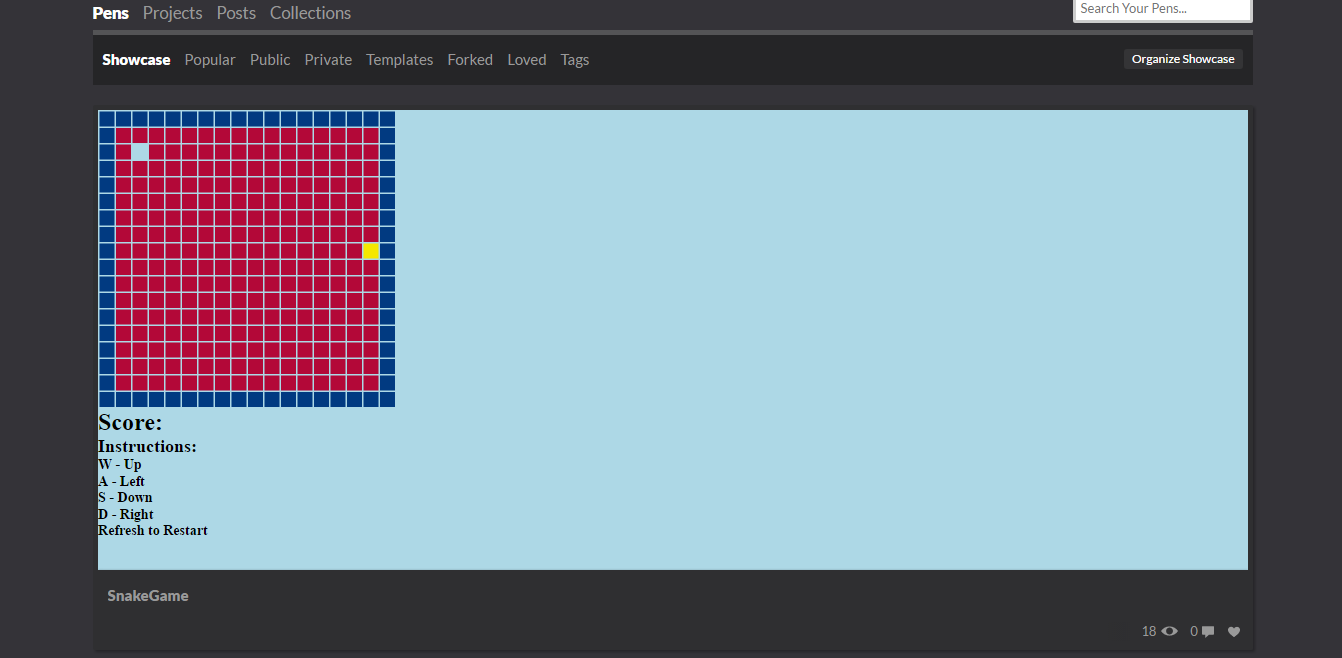 Pens Projects Posts Collections Search Your Pens...
Showcase Popular Public Private Templates Forked Loved Tags Organize Showcase
Score:
Instructions:
W - Up
A - Left
S - Down
D - Right
Refresh to Restart
SnakeGame
18 0